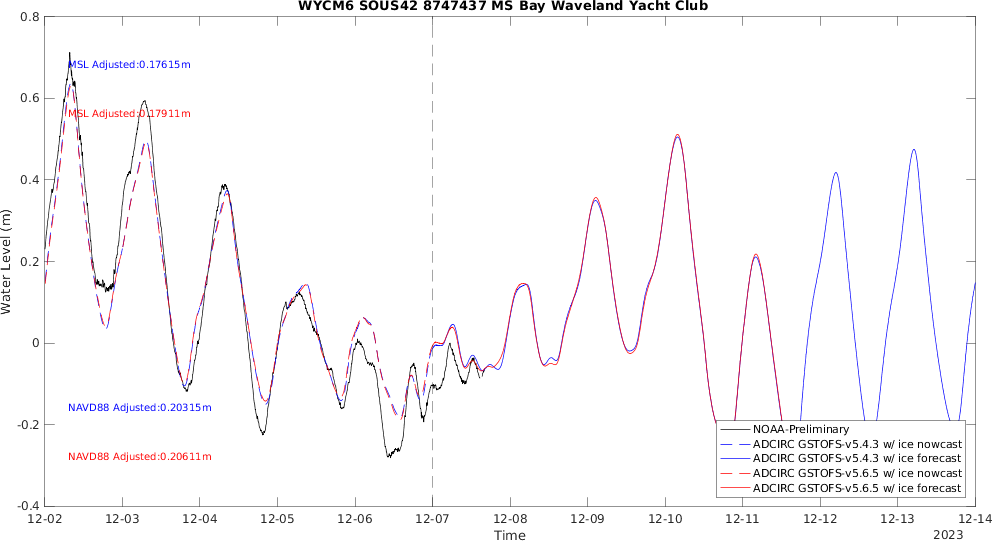 WYCM6 SOUS42 8747437 MS Bay Waveland Yacht Club
0.8
0.6
0.4
0.2
0
-0.2
-0.4
Water Level (m)
MSL Adjusted:0.17615m
MSL Adjusted:0.17911m
NAVD88 Adjusted:0.20315m
NAVD88 Adjusted:0.20611m
NOAA-Preliminary
ADCIRC GSTOFS-v5.4.3 w/ ice nowcast
ADCIRC GSTOFS-v5.4.3 w/ ice forecast
ADCIRC GSTOFS-v5.6.5 w/ ice nowcast
ADCIRC GSTOFS-v5.6.5 w/ ice forecast
12-02 12-03 12-04 12-05 12-06 12-07 12-08 12-09 12-10 12-11 12-12 12-13 12-14
Time
2023